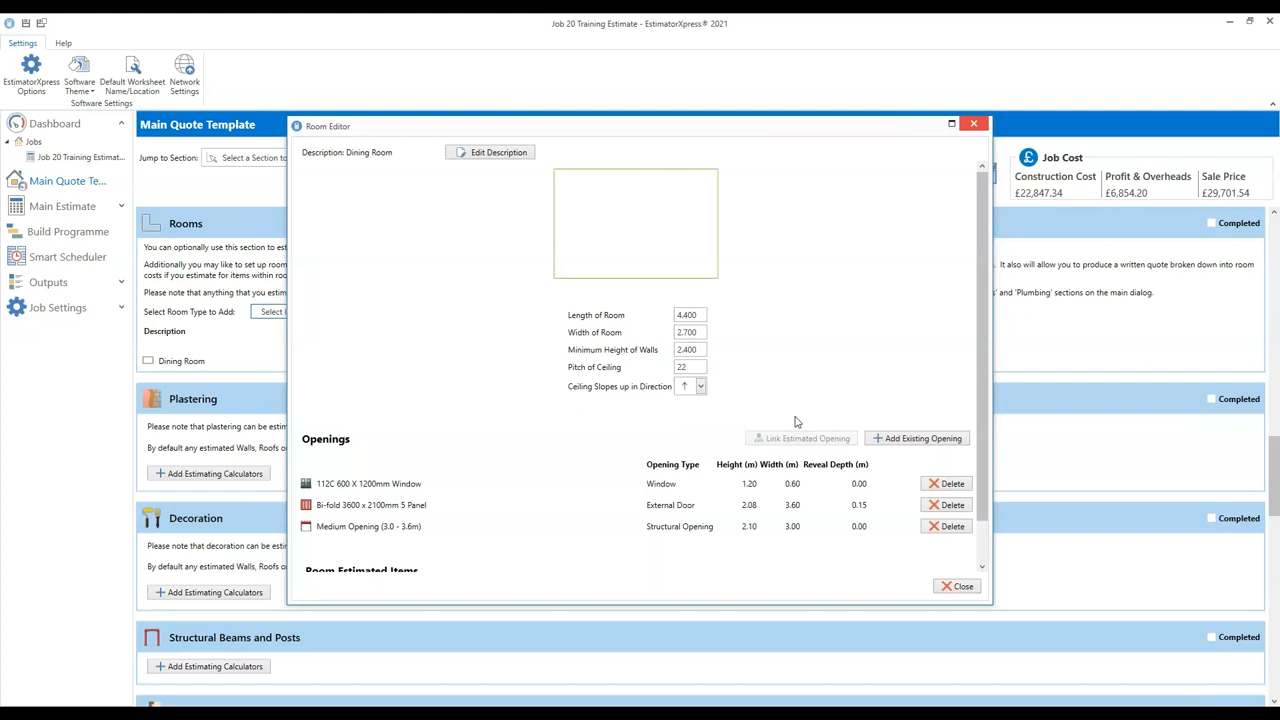 Job 20 Training Estimate - EstimatorXpress® 2021
Settings
Help
EstimatorXpress Options
Software Theme
Default Worksheet Name/Location
Network Settings
Software Settings
Dashboard
Jobs
Job 20 Training Estimat...
Main Quote Te...
Main Estimate
Build Programme
Smart Scheduler
Outputs
Job Settings
Main Quote Template
Jump to Section:
Select a Section to
Job Cost
Construction Cost
Profit & Overheads
Sale Price
£22,847.34
£6,854.20
£29,701.54
Rooms
Completed
You can optionally use this section to est
Additionally you may like to set up room
It also will allow you to produce a written quote broken down into room
costs if you estimate for items within roo
Please note that anything that you estim
and 'Plumbing' sections on the main dialog.
Select Room Type to Add:
Description
Dining Room
Plastering
Completed
Please note that plastering can be estim
By default any estimated Walls, Roofs o
Add Estimating Calculators
Decoration
Completed
Please note that decoration can be estim
By default any estimated Walls, Roofs o
Add Estimating Calculators
Structural Beams and Posts
Completed
Add Estimating Calculators
Room Editor
Description: Dining Room
Edit Description
Length of Room 4.400
Width of Room 2.700
Minimum Height of Walls 2.400
Pitch of Ceiling 22
Ceiling Slopes up in Direction ↑
Openings
Link Estimated Opening
Add Existing Opening
Opening Type Height (m) Width (m) Reveal Depth (m)
112C 600 X 1200mm Window Window 1.20 0.60 0.00 Delete
Bi-fold 3600 x 2100mm 5 Panel External Door 2.08 3.60 0.15 Delete
Medium Opening (3.0 - 3.6m) Structural Opening 2.10 3.00 0.00 Delete
Room Estimated Items
Close